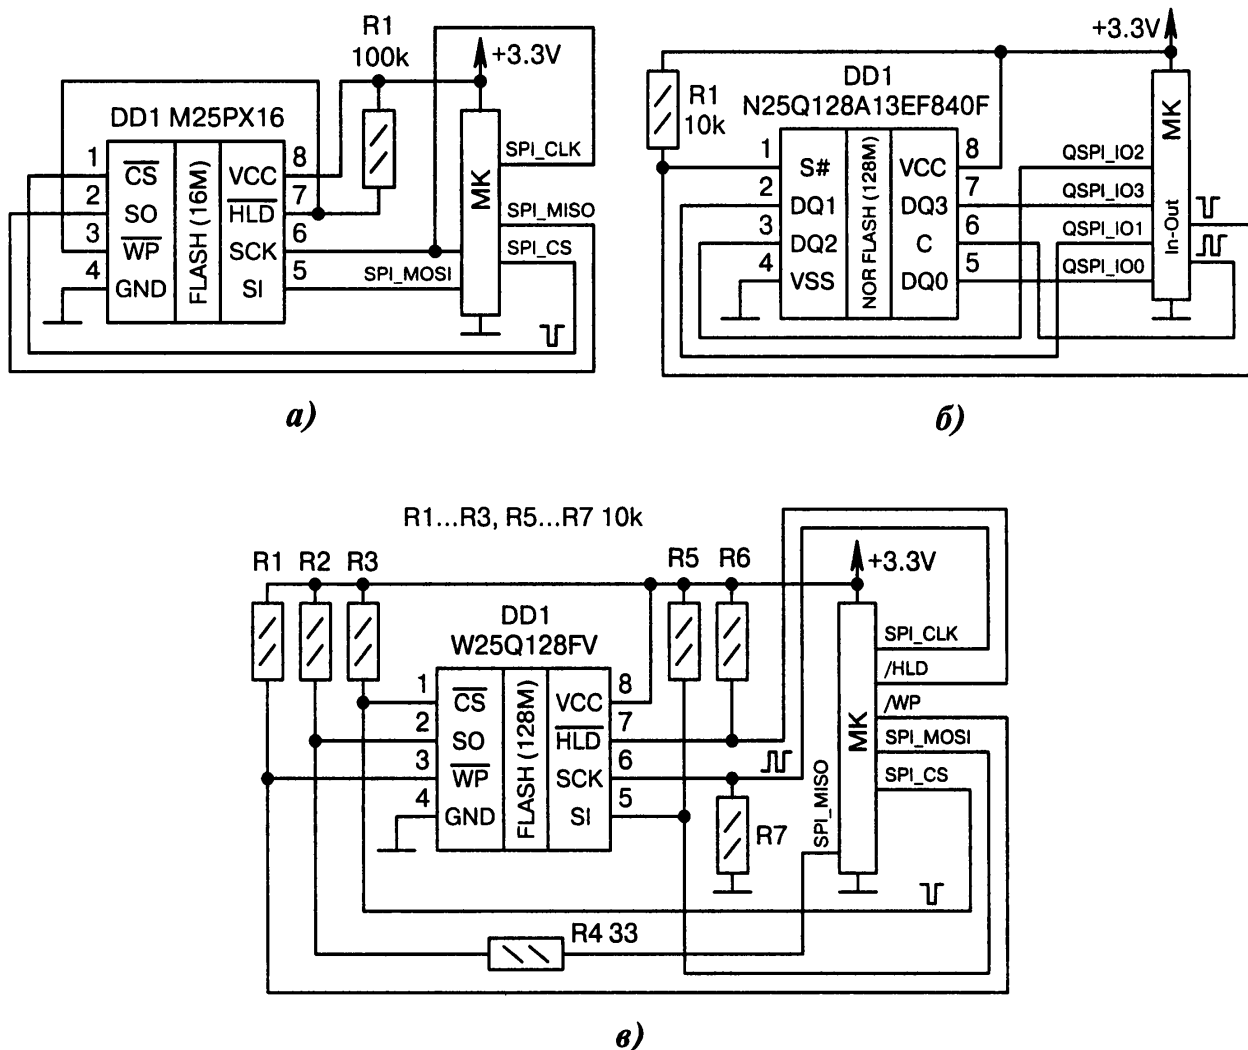 R1
100k
+3.3V
DD1 M25PX16
1 CS
2 SO
3 WP
4 GND
FLASH (16M)
VCC 8
HLD 7
SCK 6
SI 5
MK
SPI_CLK
SPI_MISO
SPI_CS
SPI_MOSI
а)
+3.3V
R1
10k
DD1
N25Q128A13EF840F
1 S#
2 DQ1
3 DQ2
4 VSS
NOR FLASH (128M)
VCC 8
DQ3 7
C 6
DQ0 5
QSPI_IO2
QSPI_IO3
QSPI_IO1
QSPI_IO0
MK
In-Out
б)
R1...R3, R5...R7 10k
R1 R2 R3 R5 R6
+3.3V
DD1
W25Q128FV
1 CS
2 SO
3 WP
4 GND
FLASH (128M)
VCC 8
HLD 7
SCK 6
SI 5
R7
MK
SPI_CLK
/HLD
/WP
SPI_MOSI
SPI_CS
SPI_MISO
R4 33
в)